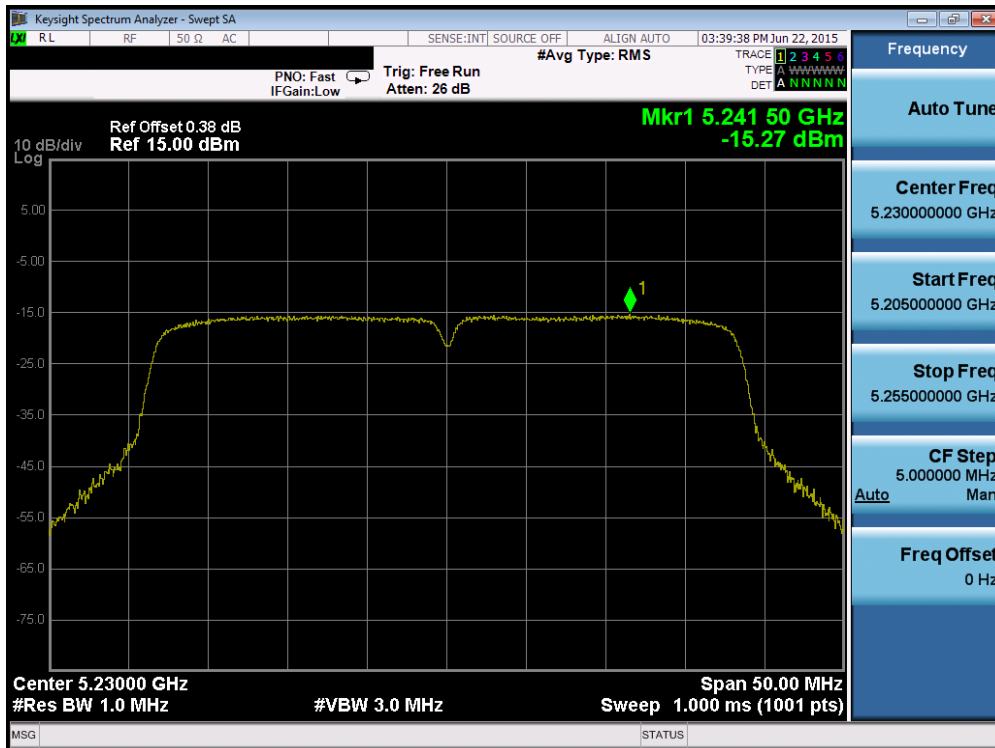 Keysight Spectrum Analyzer - Swept SA
LXI RL RF 50 Ω AC SENSE:INT SOURCE OFF ALIGN AUTO 03:39:38 PM Jun 22, 2015
#Avg Type: RMS
TRACE 1 2 3 4 5 6
TYPE A WWWWW
DET A N N N N N
PNO: Fast
IFGain:Low
Trig: Free Run
Atten: 26 dB
Frequency
Mkr1 5.241 50 GHz
-15.27 dBm
Ref Offset 0.38 dB
Ref 15.00 dBm
10 dB/div
Log
5.00
-5.00
-15.0
-25.0
-35.0
-45.0
-55.0
-65.0
-75.0
1
Center 5.23000 GHz
Span 50.00 MHz
#Res BW 1.0 MHz
#VBW 3.0 MHz
Sweep 1.000 ms (1001 pts)
Auto Tune
Center Freq
5.230000000 GHz
Start Freq
5.205000000 GHz
Stop Freq
5.255000000 GHz
CF Step
5.000000 MHz
Auto Man
Freq Offset
0 Hz
MSG
STATUS